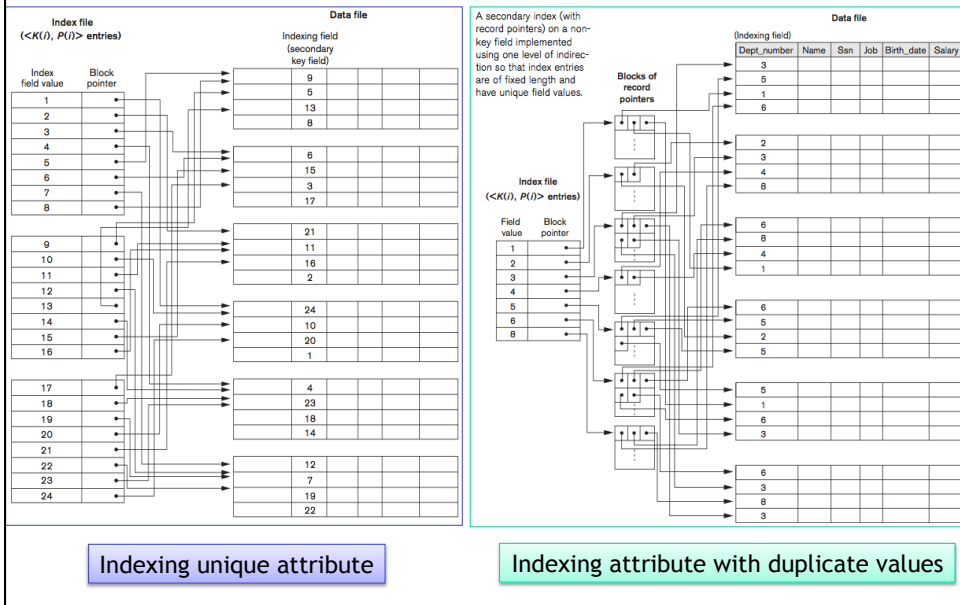 Index file
(<K(i), P(i)> entries)
Index
field value
Block
pointer
1
2
3
4
5
6
7
8
9
10
11
12
13
14
15
16
17
18
19
20
21
22
23
24
Data file
Indexing field
(secondary
key field)
9
5
13
8
6
15
3
17
21
11
16
2
24
10
20
1
4
23
18
14
12
7
19
22
Indexing unique attribute
A secondary index (with
record pointers) on a non-
key field implemented
using one level of indirec-
tion so that index entries
are of fixed length and
have unique field values.
Index file
(<K(i), P(i)> entries)
Field
value
Block
pointer
1
2
3
4
5
6
8
Blocks of
record
pointers
Data file
(Indexing field)
Dept_number Name Ssn Job Birth_date Salary
3
5
1
6
2
3
4
8
6
8
4
1
6
5
2
5
5
1
6
3
6
3
8
3
Indexing attribute with duplicate values